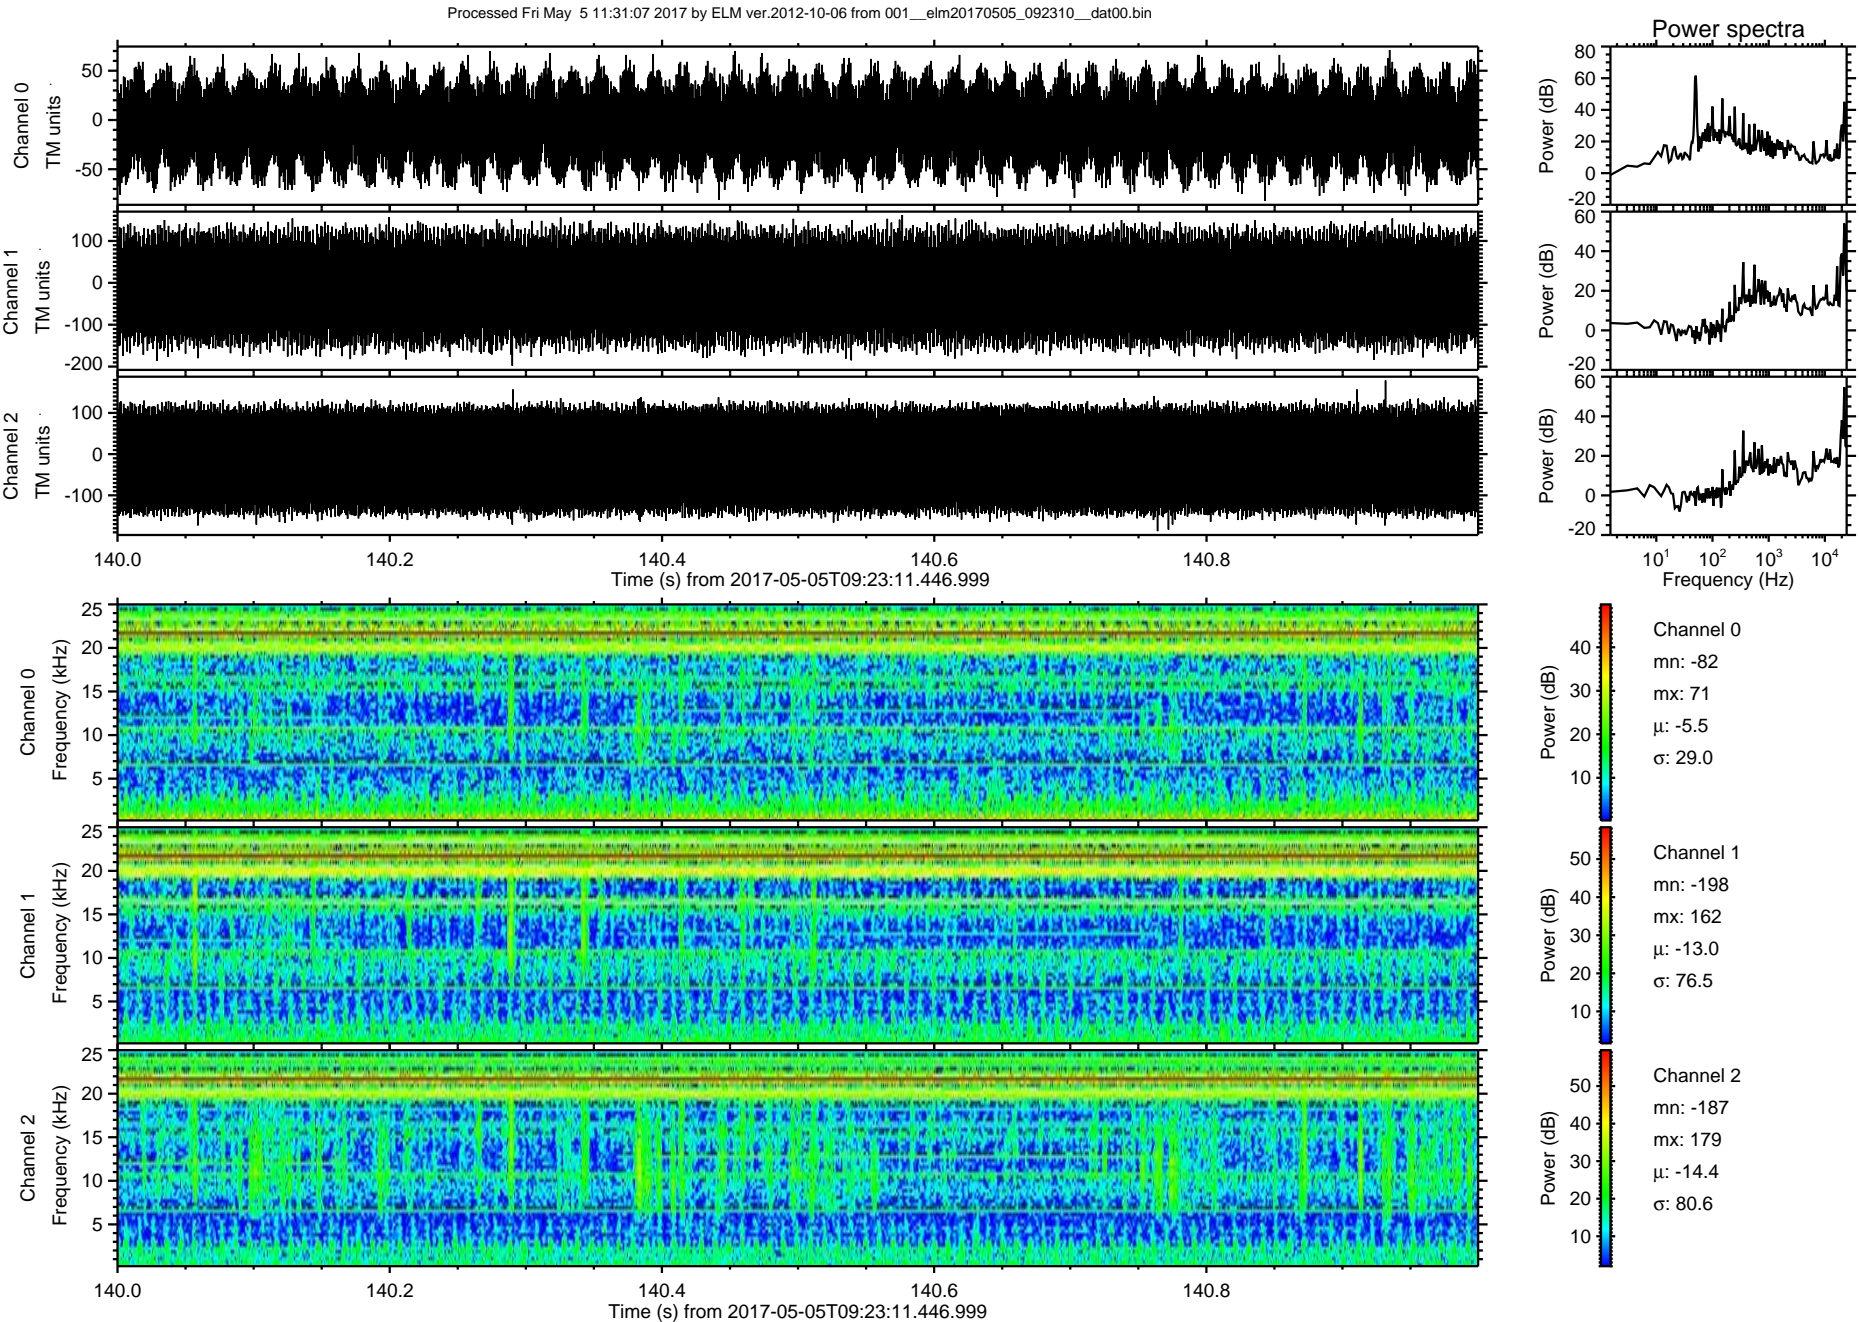 Processed Fri May  5 11:31:07 2017 by ELM ver.2012-10-06 from 001__elm20170505_092310__dat00.bin
Power spectra
Channel 0
TM units
50
0
-50
Power (dB)
80
60
40
20
0
-20
Channel 1
TM units
100
0
-100
-200
Power (dB)
60
40
20
0
-20
Channel 2
TM units
100
0
-100
Power (dB)
60
40
20
0
-20
140.0 140.2 140.4 140.6 140.8
Time (s) from 2017-05-05T09:23:11.446.999
10^1 10^2 10^3 10^4
Frequency (Hz)
Channel 0
Frequency (kHz)
25
20
15
10
5
Power (dB)
40
30
20
10
Channel 0
mn: -82
mx: 71
μ: -5.5
σ: 29.0
Channel 1
Frequency (kHz)
25
20
15
10
5
Power (dB)
50
40
30
20
10
Channel 1
mn: -198
mx: 162
μ: -13.0
σ: 76.5
Channel 2
Frequency (kHz)
25
20
15
10
5
Power (dB)
50
40
30
20
10
Channel 2
mn: -187
mx: 179
μ: -14.4
σ: 80.6
140.0 140.2 140.4 140.6 140.8
Time (s) from 2017-05-05T09:23:11.446.999